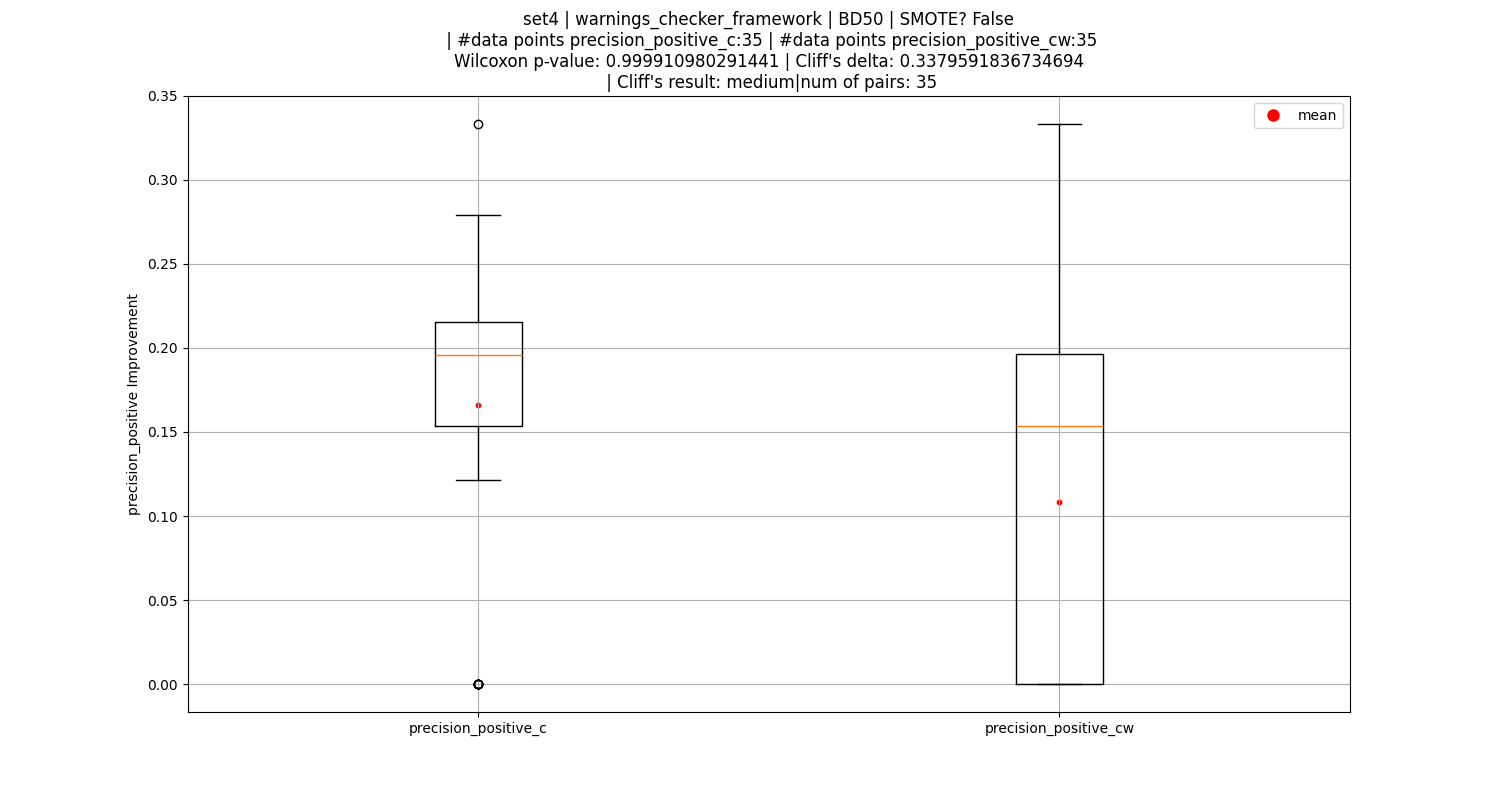 set4 | warnings_checker_framework | BD50 | SMOTE? False
| #data points precision_positive_c:35 | #data points precision_positive_cw:35
Wilcoxon p-value: 0.999910980291441 | Cliff's delta: 0.3379591836734694
| Cliff's result: medium|num of pairs: 35
mean
precision_positive Improvement
0.35
0.30
0.25
0.20
0.15
0.10
0.05
0.00
precision_positive_c
precision_positive_cw